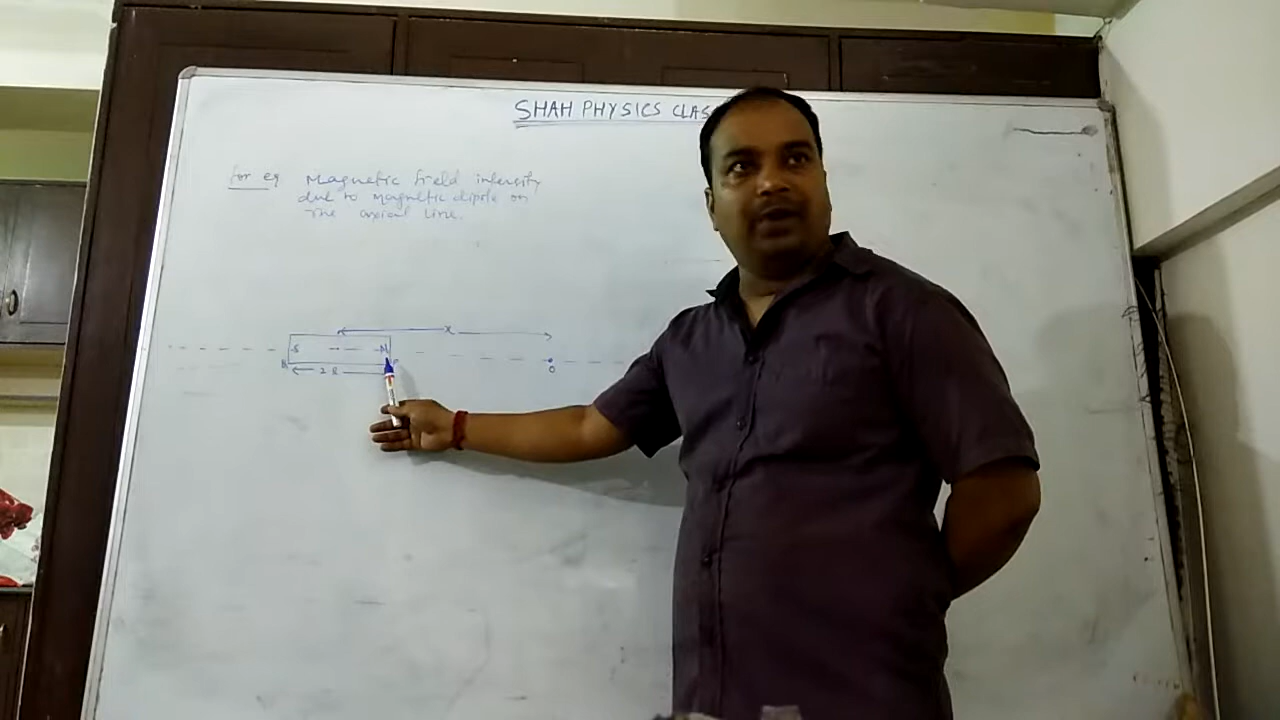 SHAH PHYSICS CLAS
For eg Magnetic field intensity
due to Magnetic dipole on
The axial Line.
x
S N
2 l
O